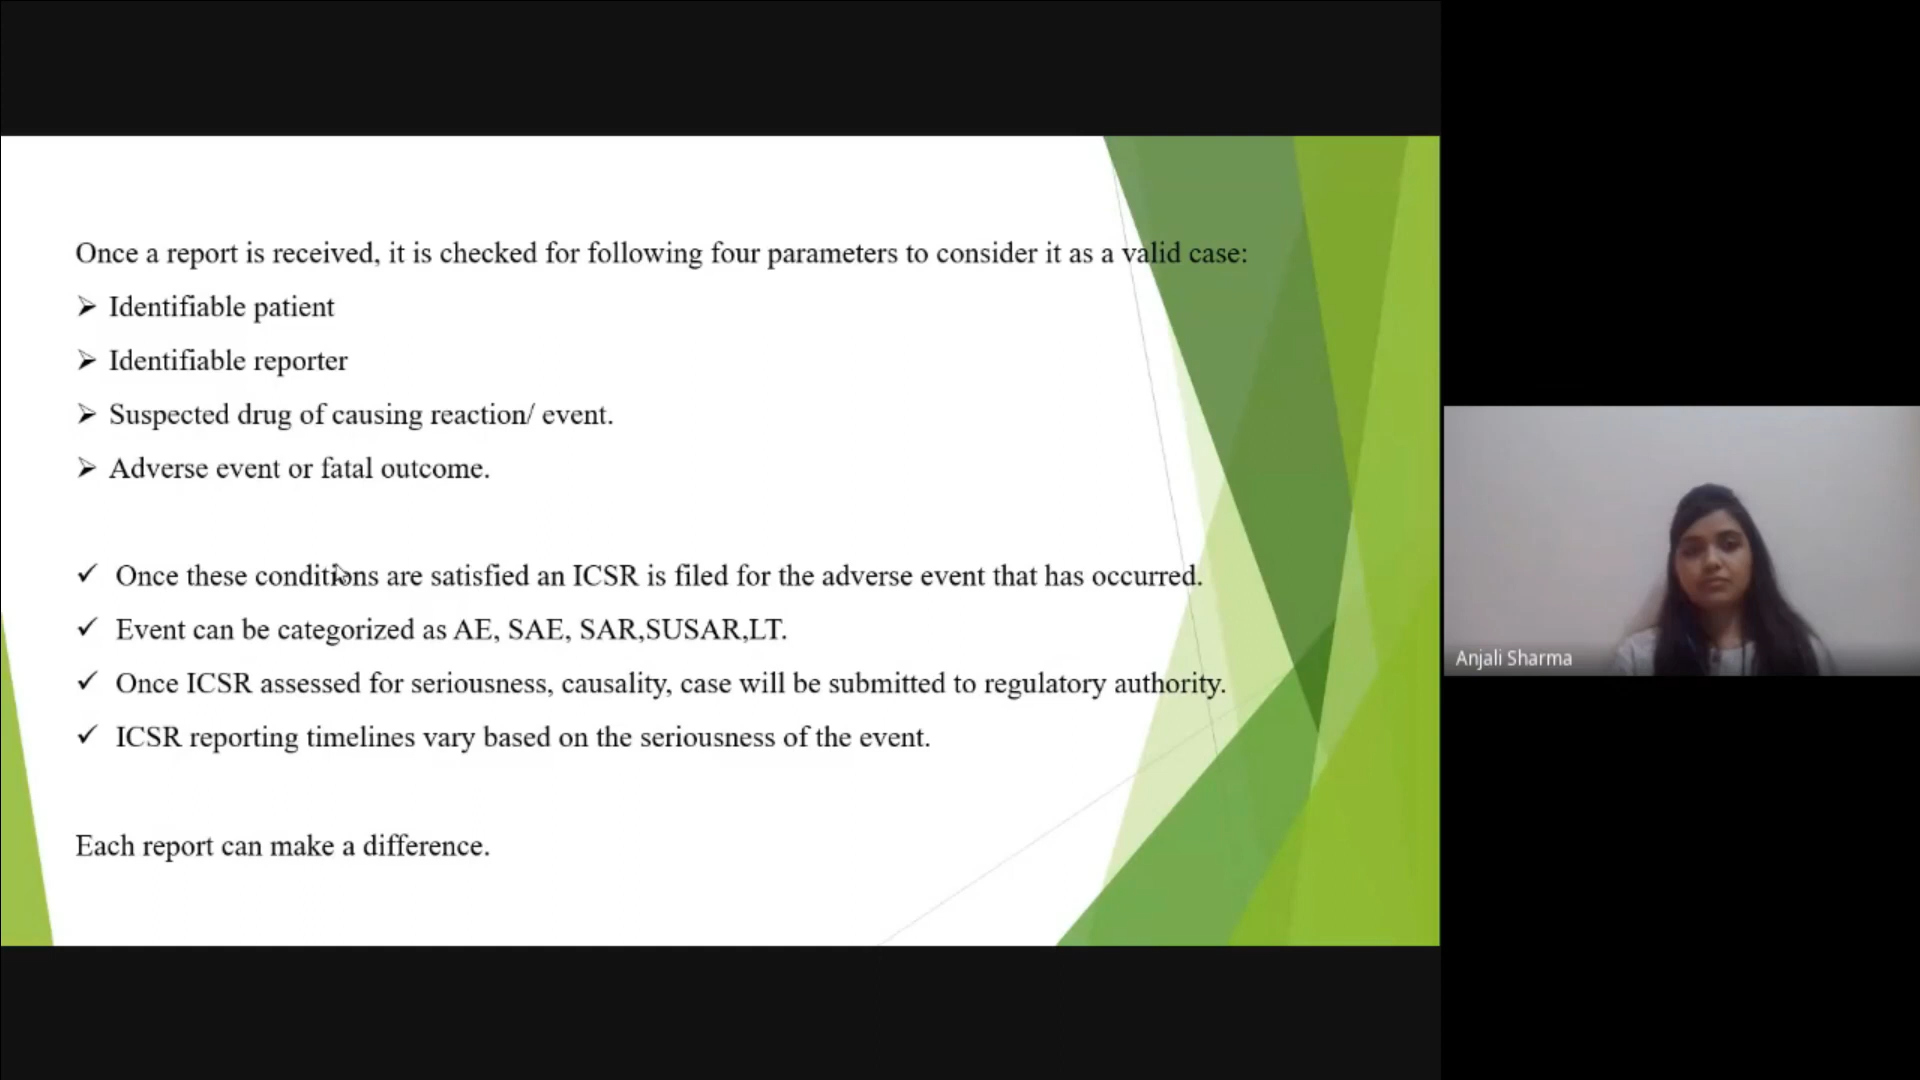 Once a report is received, it is checked for following four parameters to consider it as a valid case:
➢ Identifiable patient
➢ Identifiable reporter
➢ Suspected drug of causing reaction/ event.
➢ Adverse event or fatal outcome.
✓ Once these conditions are satisfied an ICSR is filed for the adverse event that has occurred.
✓ Event can be categorized as AE, SAE, SAR,SUSAR,LT.
✓ Once ICSR assessed for seriousness, causality, case will be submitted to regulatory authority.
✓ ICSR reporting timelines vary based on the seriousness of the event.
Each report can make a difference.
Anjali Sharma